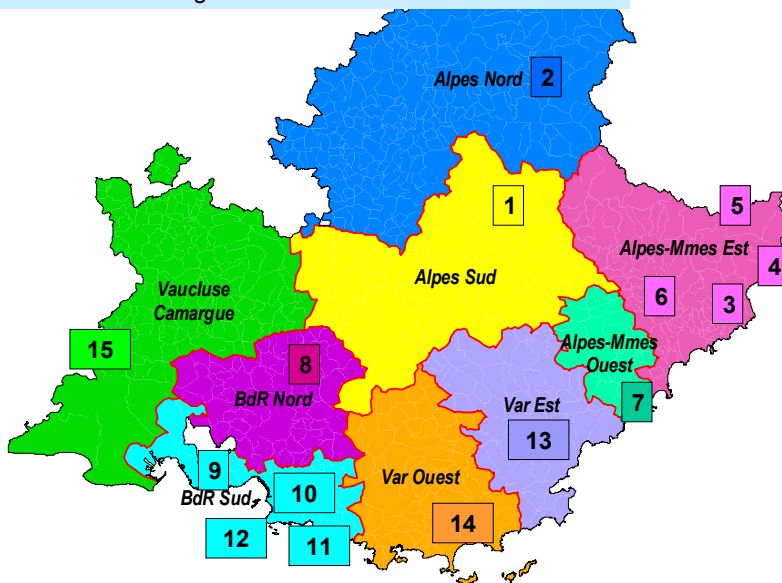 Alpes Nord
2
1
5
Alpes-Mmes Est
4
Alpes Sud
6
3
Vaucluse
Camargue
15
Alpes-Mmes
Ouest
8
BdR Nord
7
Var Est
13
9
BdR Sud
10
Var Ouest
14
12
11